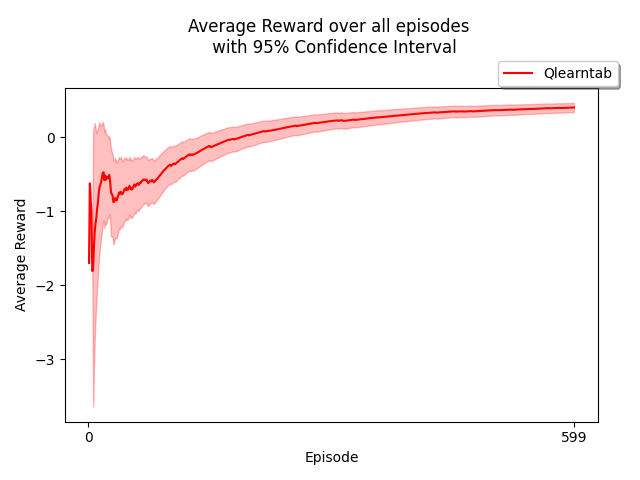 Average Reward over all episodes
with 95% Confidence Interval
Qlearntab
0
−1
−2
−3
Average Reward
0
599
Episode